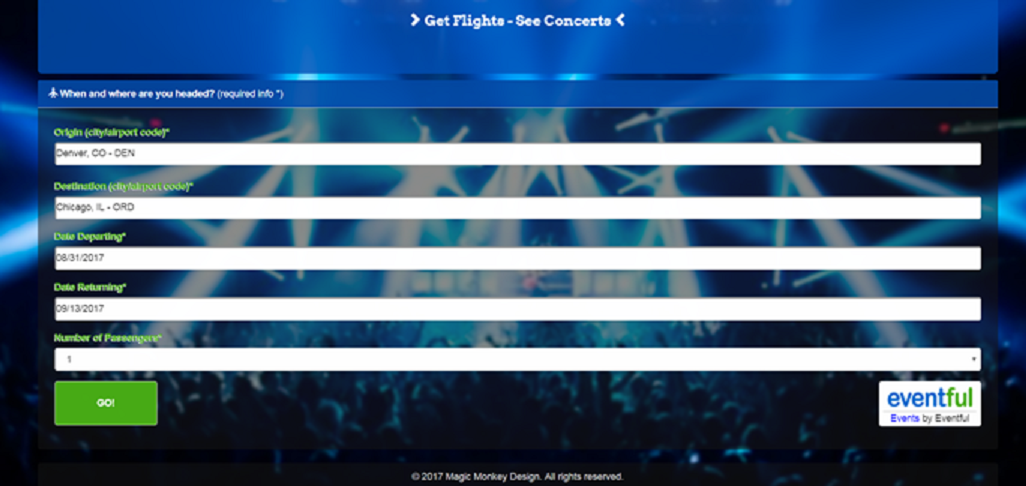 Get Flights - See Concerts
When and where are you headed? (required info *)
Origin (city/airport code)*
Denver, CO - DEN
Destination (city/airport code)*
Chicago, IL - ORD
Date Departing*
08/31/2017
Date Returning*
09/13/2017
Number of Passengers*
1
GO!
eventful
Events by Eventful
© 2017 Magic Monkey Design. All rights reserved.